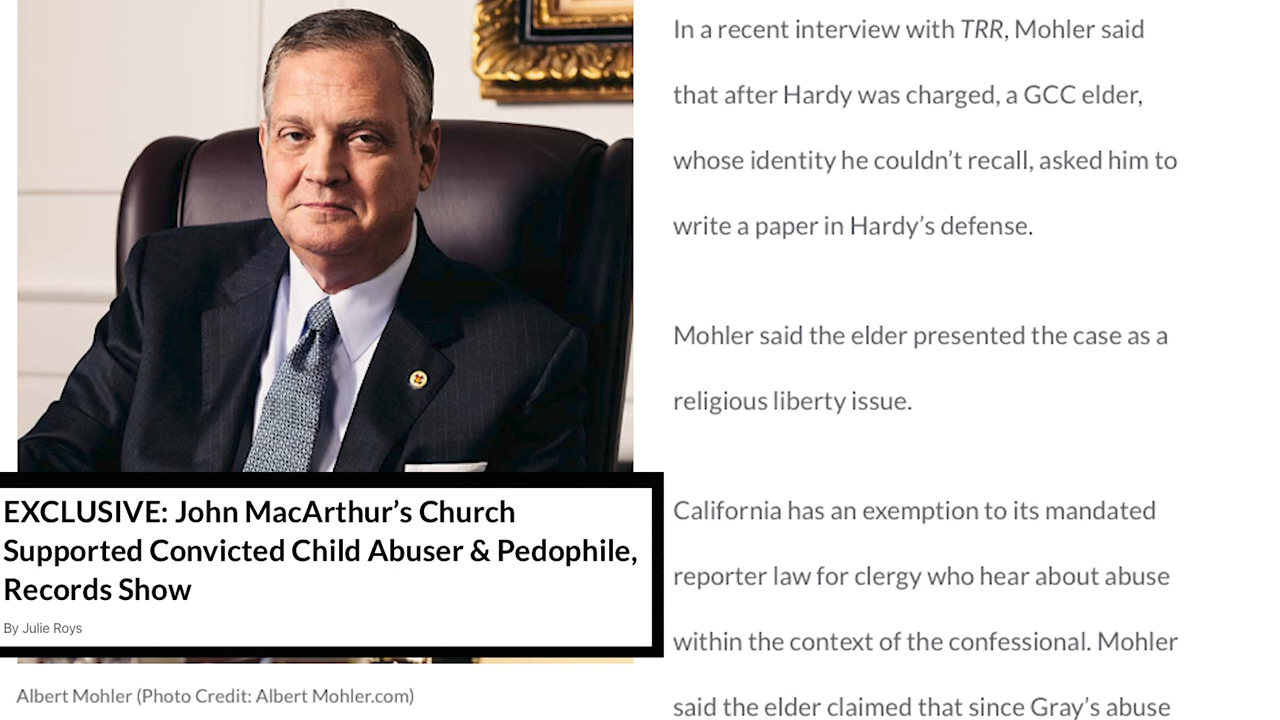 EXCLUSIVE: John MacArthur’s Church
Supported Convicted Child Abuser & Pedophile,
Records Show
By Julie Roys
Albert Mohler (Photo Credit: Albert Mohler.com)
In a recent interview with TRR, Mohler said
that after Hardy was charged, a GCC elder,
whose identity he couldn’t recall, asked him to
write a paper in Hardy’s defense.
Mohler said the elder presented the case as a
religious liberty issue.
California has an exemption to its mandated
reporter law for clergy who hear about abuse
within the context of the confessional. Mohler
said the elder claimed that since Gray’s abuse